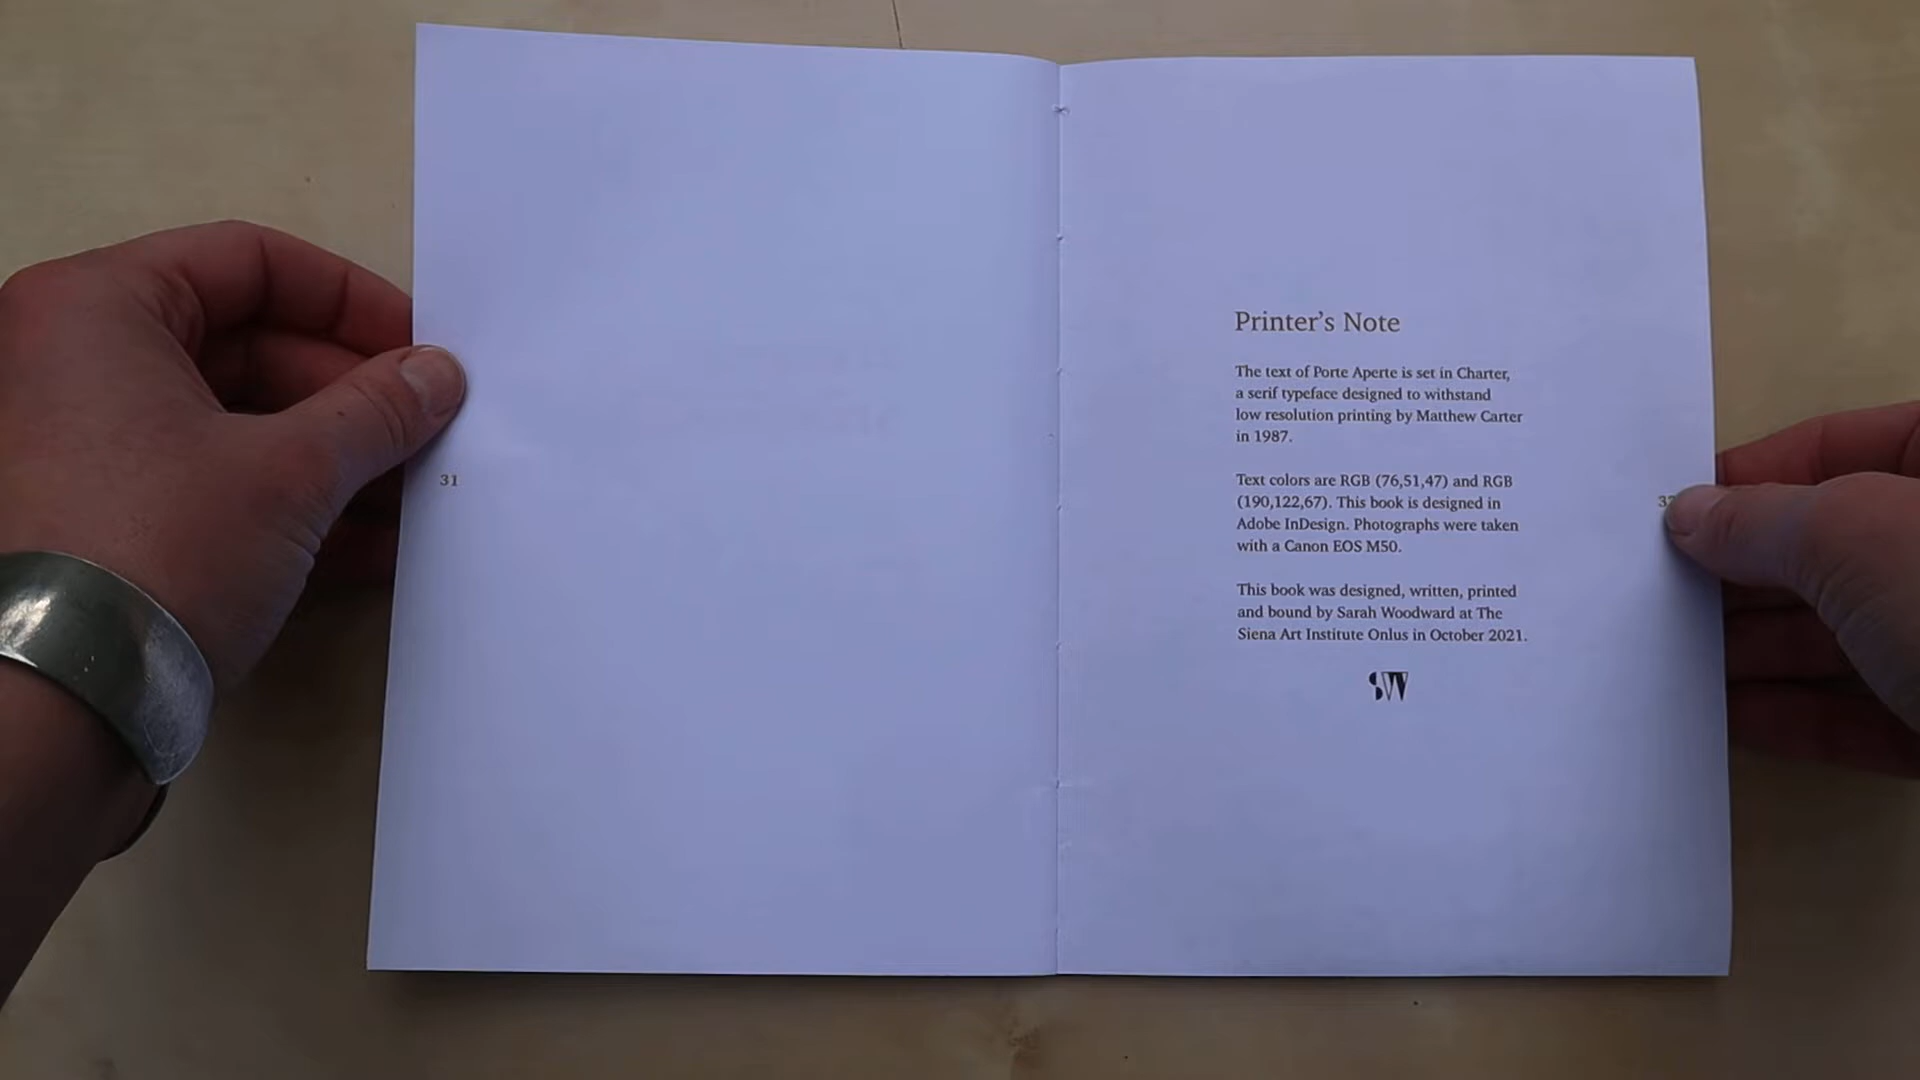 31
Printer's Note
The text of Porte Aperte is set in Charter,
a serif typeface designed to withstand
low resolution printing by Matthew Carter
in 1987.
Text colors are RGB (76,51,47) and RGB
(190,122,67). This book is designed in
Adobe InDesign. Photographs were taken
with a Canon EOS M50.
This book was designed, written, printed
and bound by Sarah Woodward at The
Siena Art Institute Onlus in October 2021.
SW